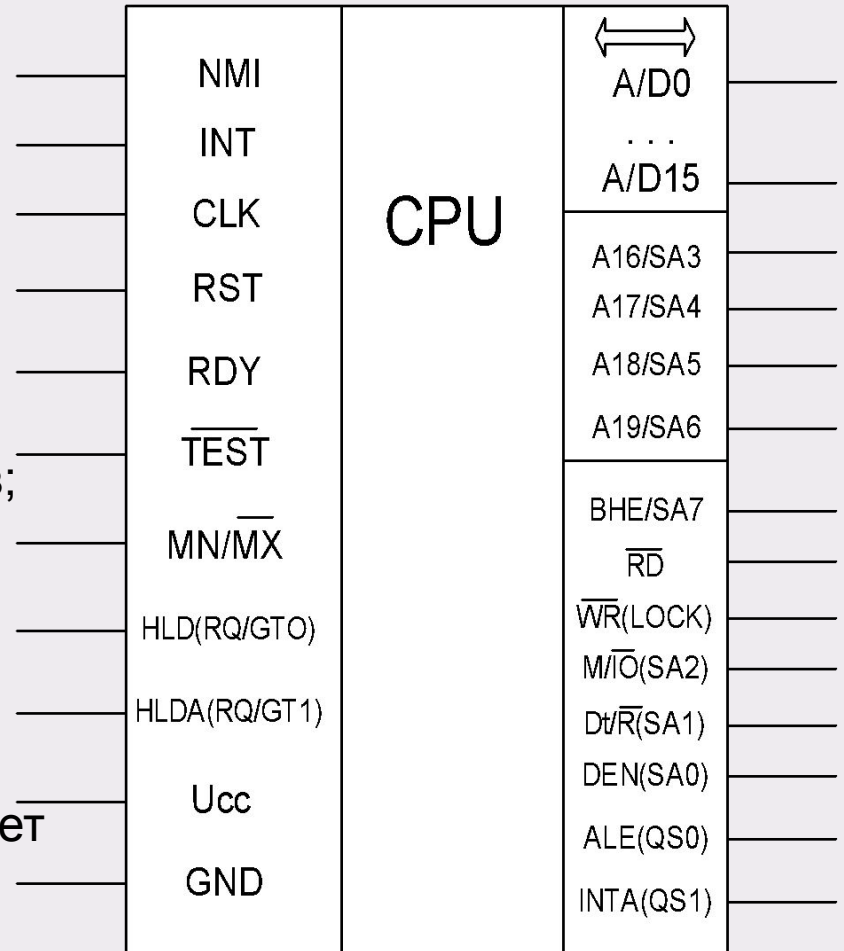 NMI
INT
CLK
RST
RDY
TEST
MN/MX
HLD(RQ/GTO)
HLDA(RQ/GT1)
Ucc
GND
CPU
A/D0
. . .
A/D15
A16/SA3
A17/SA4
A18/SA5
A19/SA6
BHE/SA7
RD
WR(LOCK)
M/IO(SA2)
Dt/R(SA1)
DEN(SA0)
ALE(QS0)
INTA(QS1)
;
ет